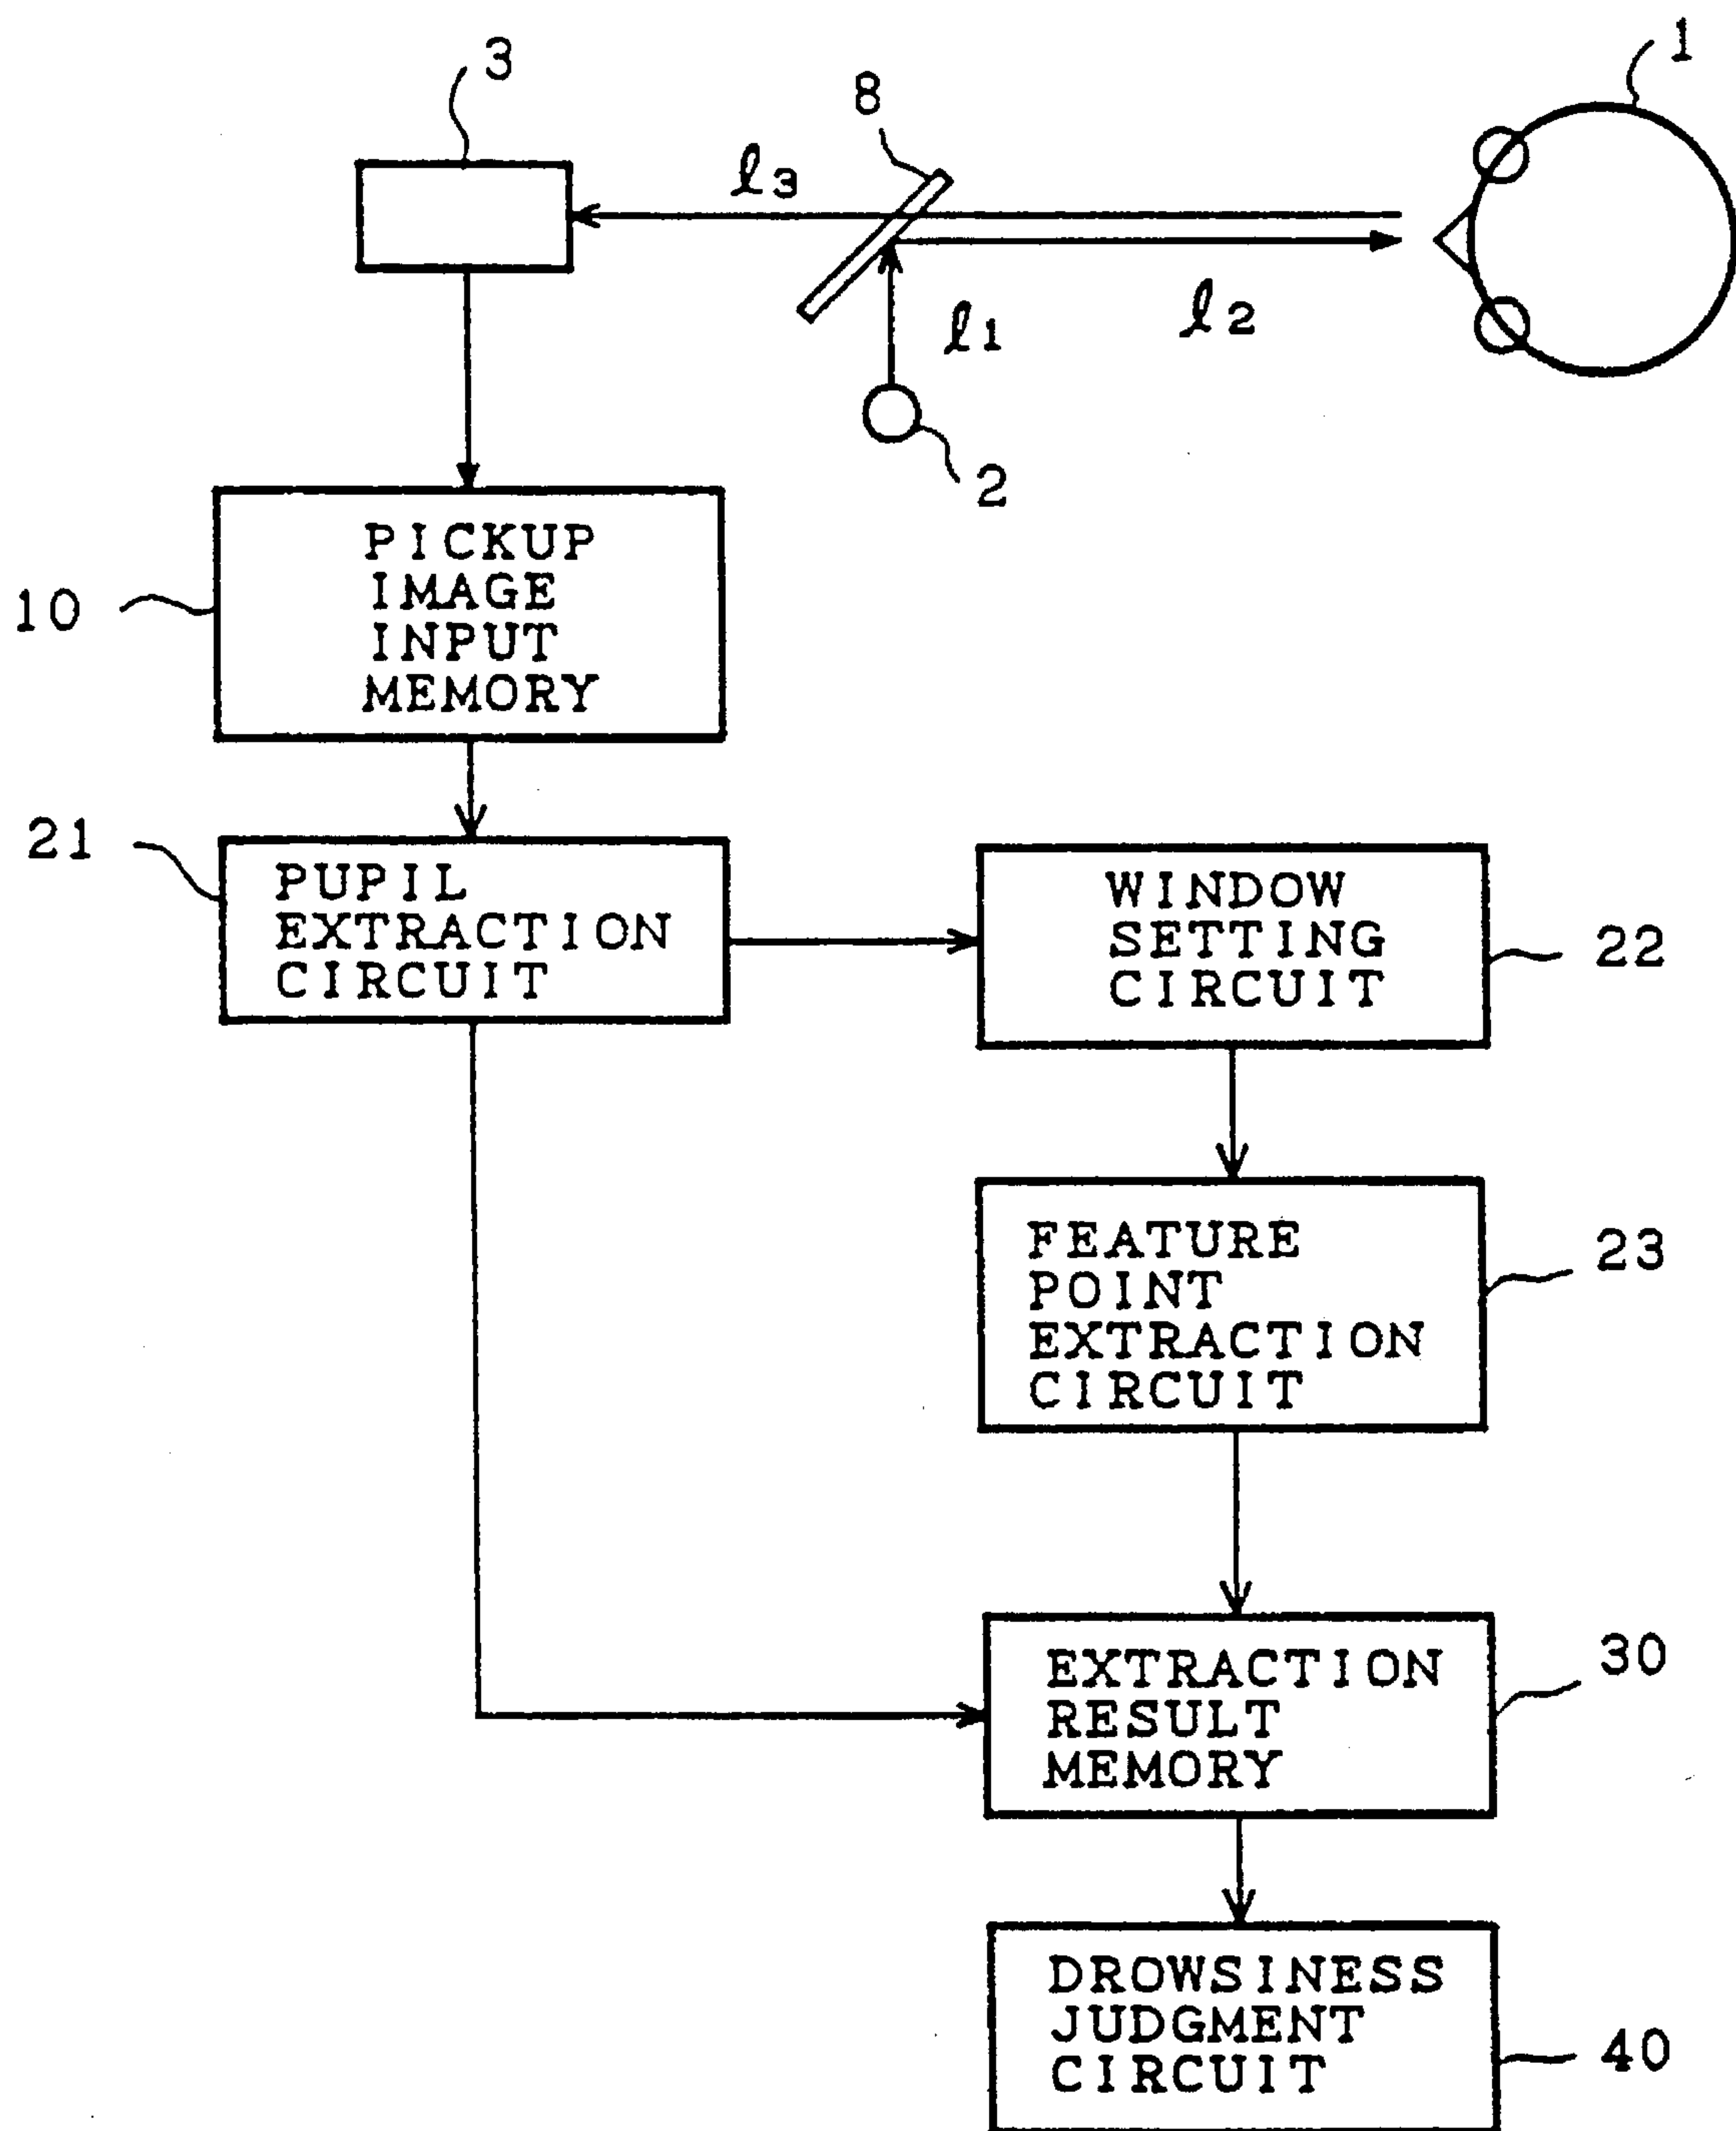 3
8
1
ℓ3
ℓ1
ℓ2
2
10
PICKUP
IMAGE
INPUT
MEMORY
21
PUPIL
EXTRACTION
CIRCUIT
WINDOW
SETTING
CIRCUIT
22
FEATURE
POINT
EXTRACTION
CIRCUIT
23
EXTRACTION
RESULT
MEMORY
30
DROWSINESS
JUDGMENT
CIRCUIT
40